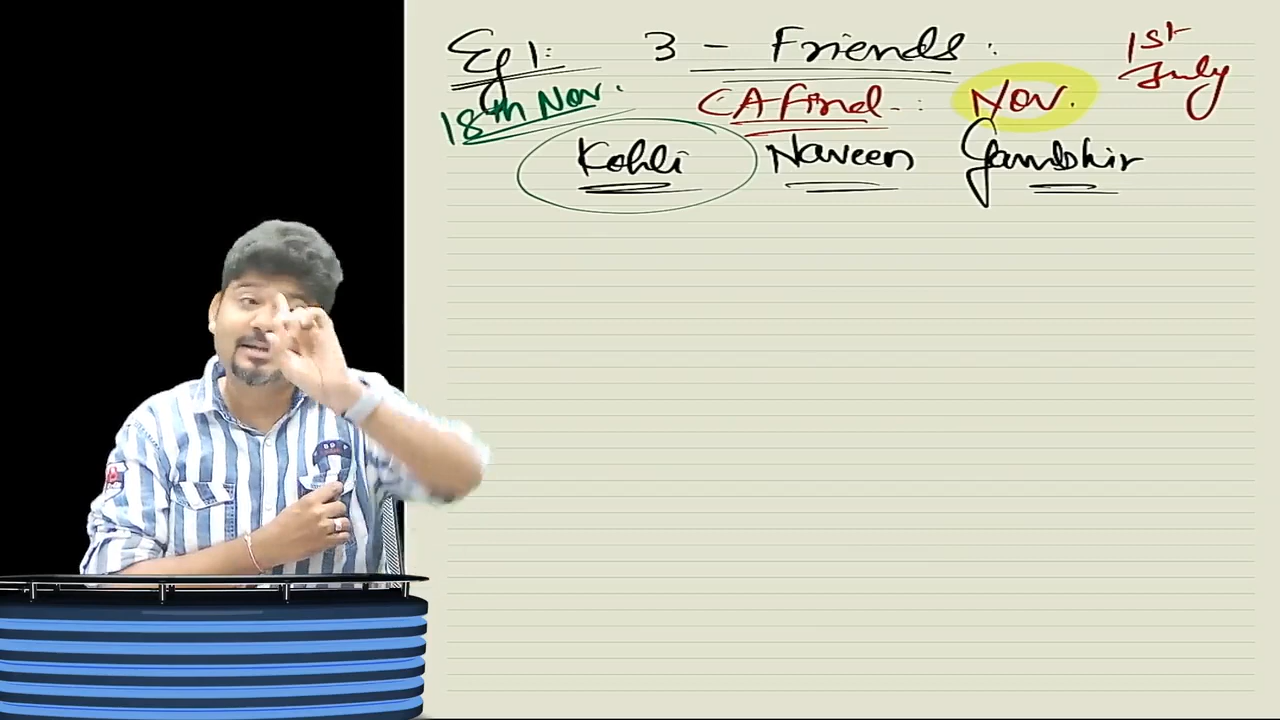 Eg 1: 3 - Friends: 1st July
18th Nov. CA Final : Nov.
Kohli Naveen Gambhir